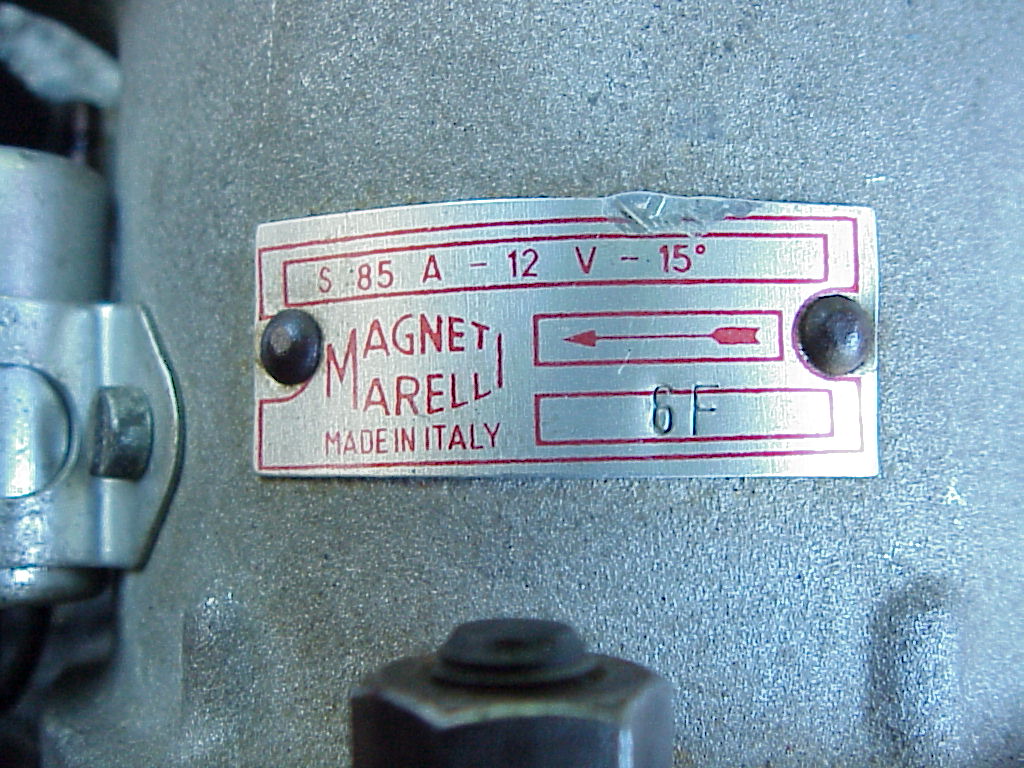 S 85 A - 12 V - 15°
MAGNETI
MARELLI
MADE IN ITALY
6F